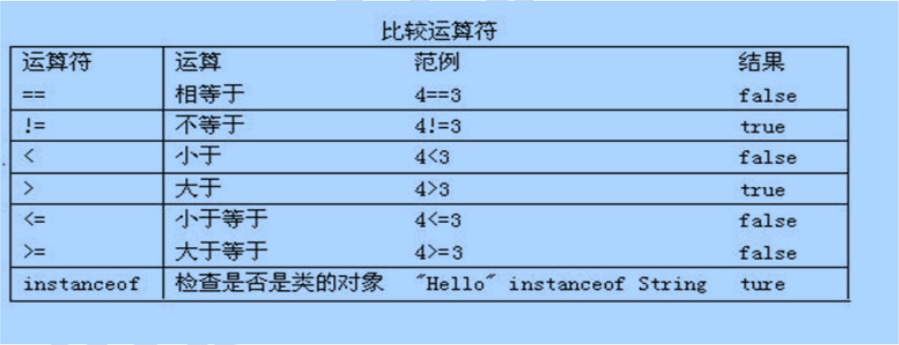 比较运算符
运算符 运算 范例 结果
== 相等于 4==3 false
!= 不等于 4!=3 true
< 小于 4<3 false
> 大于 4>3 true
<= 小于等于 4<=3 false
>= 大于等于 4>=3 false
instanceof 检查是否是类的对象 "Hello" instanceof String ture